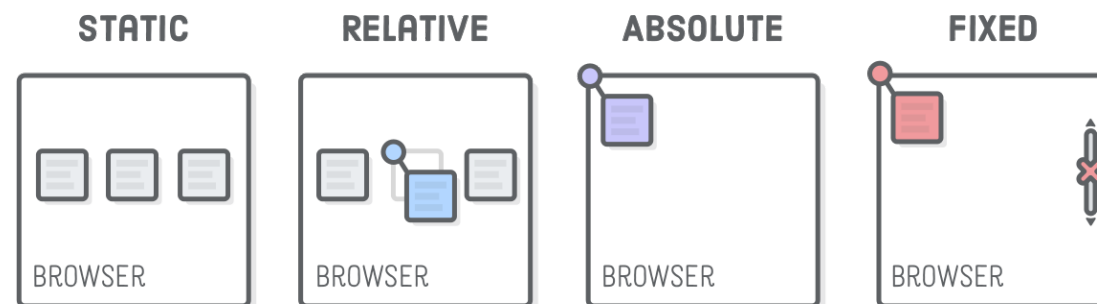 STATIC
RELATIVE
ABSOLUTE
FIXED
BROWSER
BROWSER
BROWSER
BROWSER